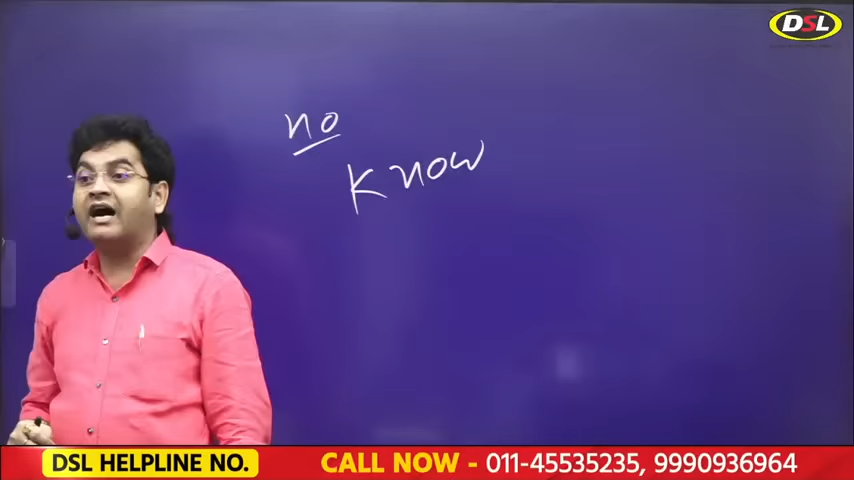 DSL
no
know
DSL HELPLINE NO. CALL NOW - 011-45535235, 9990936964